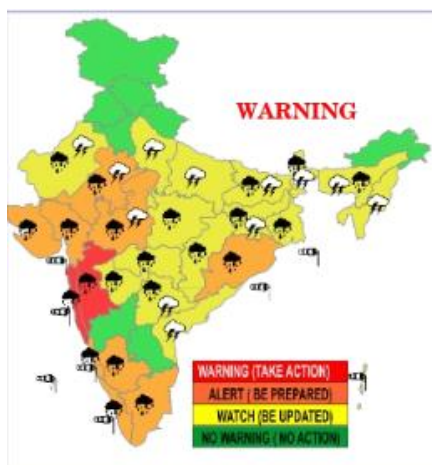 WARNING
WARNING (TAKE ACTION)
ALERT ( BE PREPARED)
WATCH (BE UPDATED)
NO WARNING ( NO ACTION)